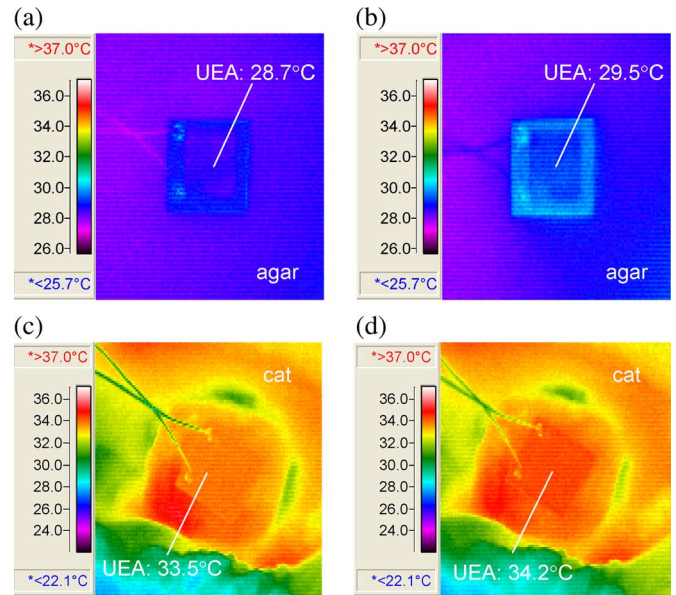 (a)
(b)
*>37.0°C
*>37.0°C
UEA: 28.7°C
UEA: 29.5°C
36.0
34.0
32.0
30.0
28.0
26.0
36.0
34.0
32.0
30.0
28.0
26.0
agar
agar
*<25.7°C
*<25.7°C
(c)
(d)
*>37.0°C
*>37.0°C
cat
cat
36.0
34.0
32.0
30.0
28.0
26.0
24.0
36.0
34.0
32.0
30.0
28.0
26.0
24.0
UEA: 33.5°C
UEA: 34.2°C
*<22.1°C
*<22.1°C